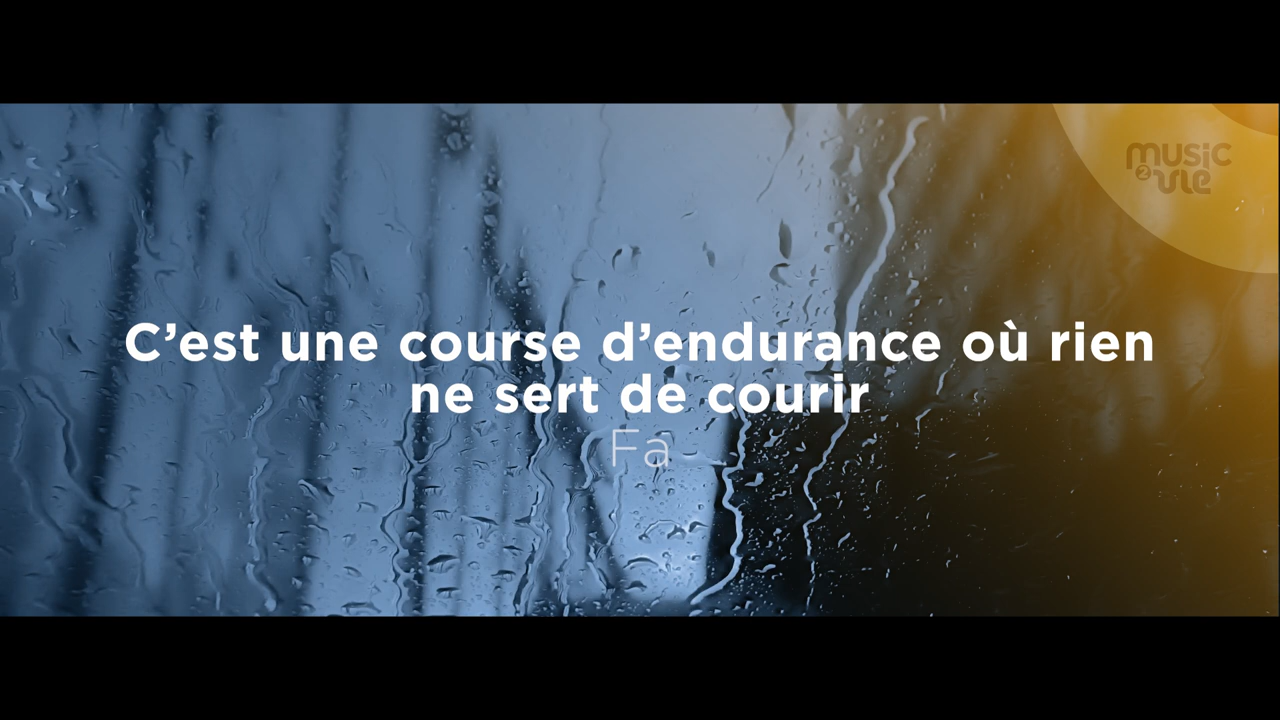 music
2 vie
C’est une course d’endurance où rien
ne sert de courir
Fa